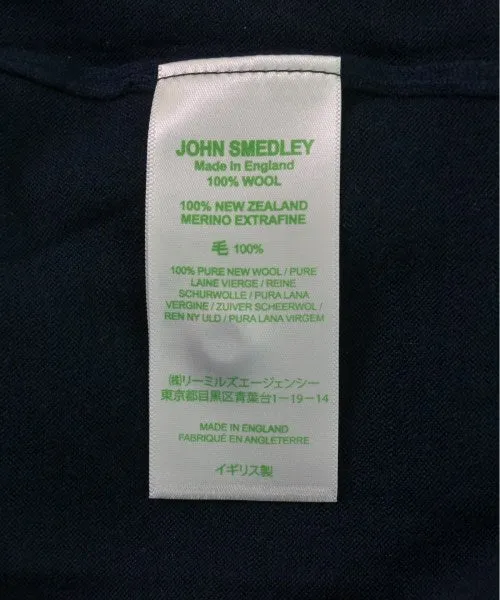 JOHN SMEDLEY
Made in England
100% WOOL
100% NEW ZEALAND
MERINO EXTRAFINE
毛 100%
100% PURE NEW WOOL / PURE
LAINE VIERGE / REINE
SCHURWOLLE / PURA LANA
VERGINE / ZUIVER SCHEERWOL /
REN NY ULD / PURA LANA VIRGEM
㈱リーミルズエージェンシー
東京都目黒区青葉台1-19-14
MADE IN ENGLAND
FABRIQUÉ EN ANGLETERRE
イギリス製